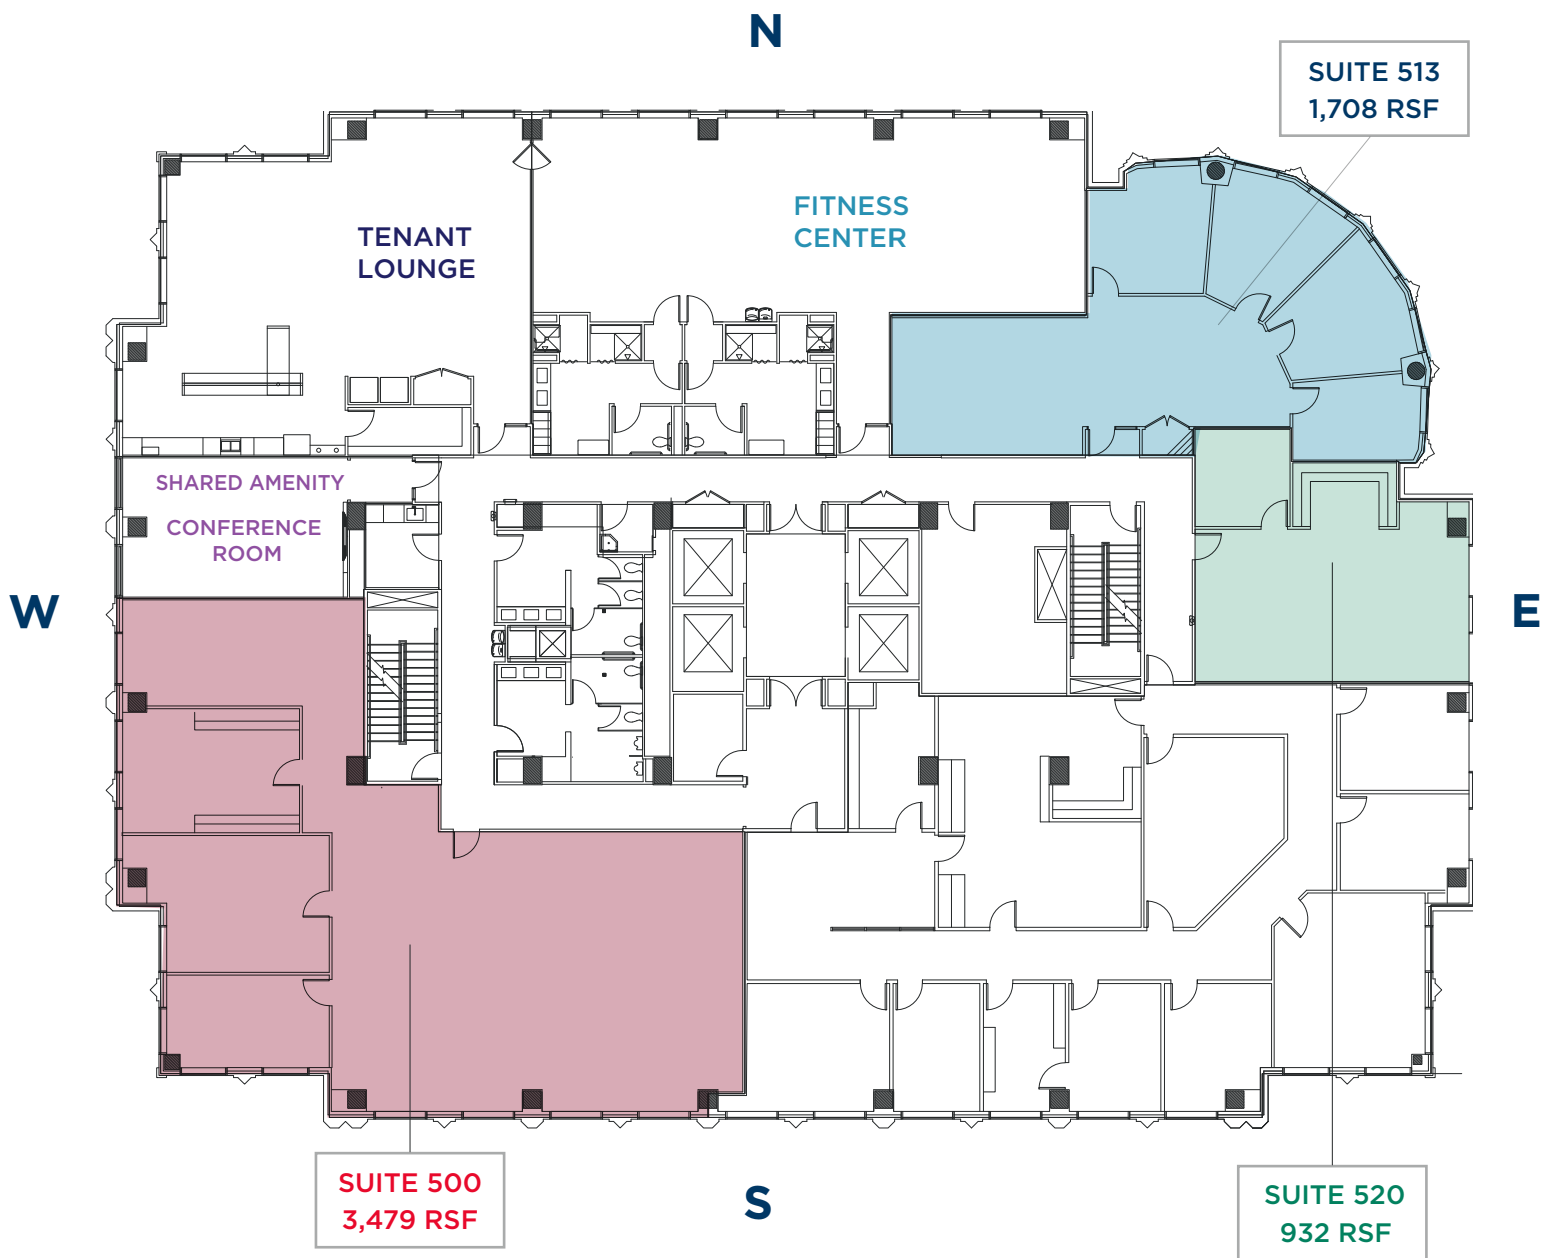 N
SUITE 513
1,708 RSF
TENANT
LOUNGE
FITNESS
CENTER
SHARED AMENITY
CONFERENCE
ROOM
W
E
SUITE 500
3,479 RSF
S
SUITE 520
932 RSF